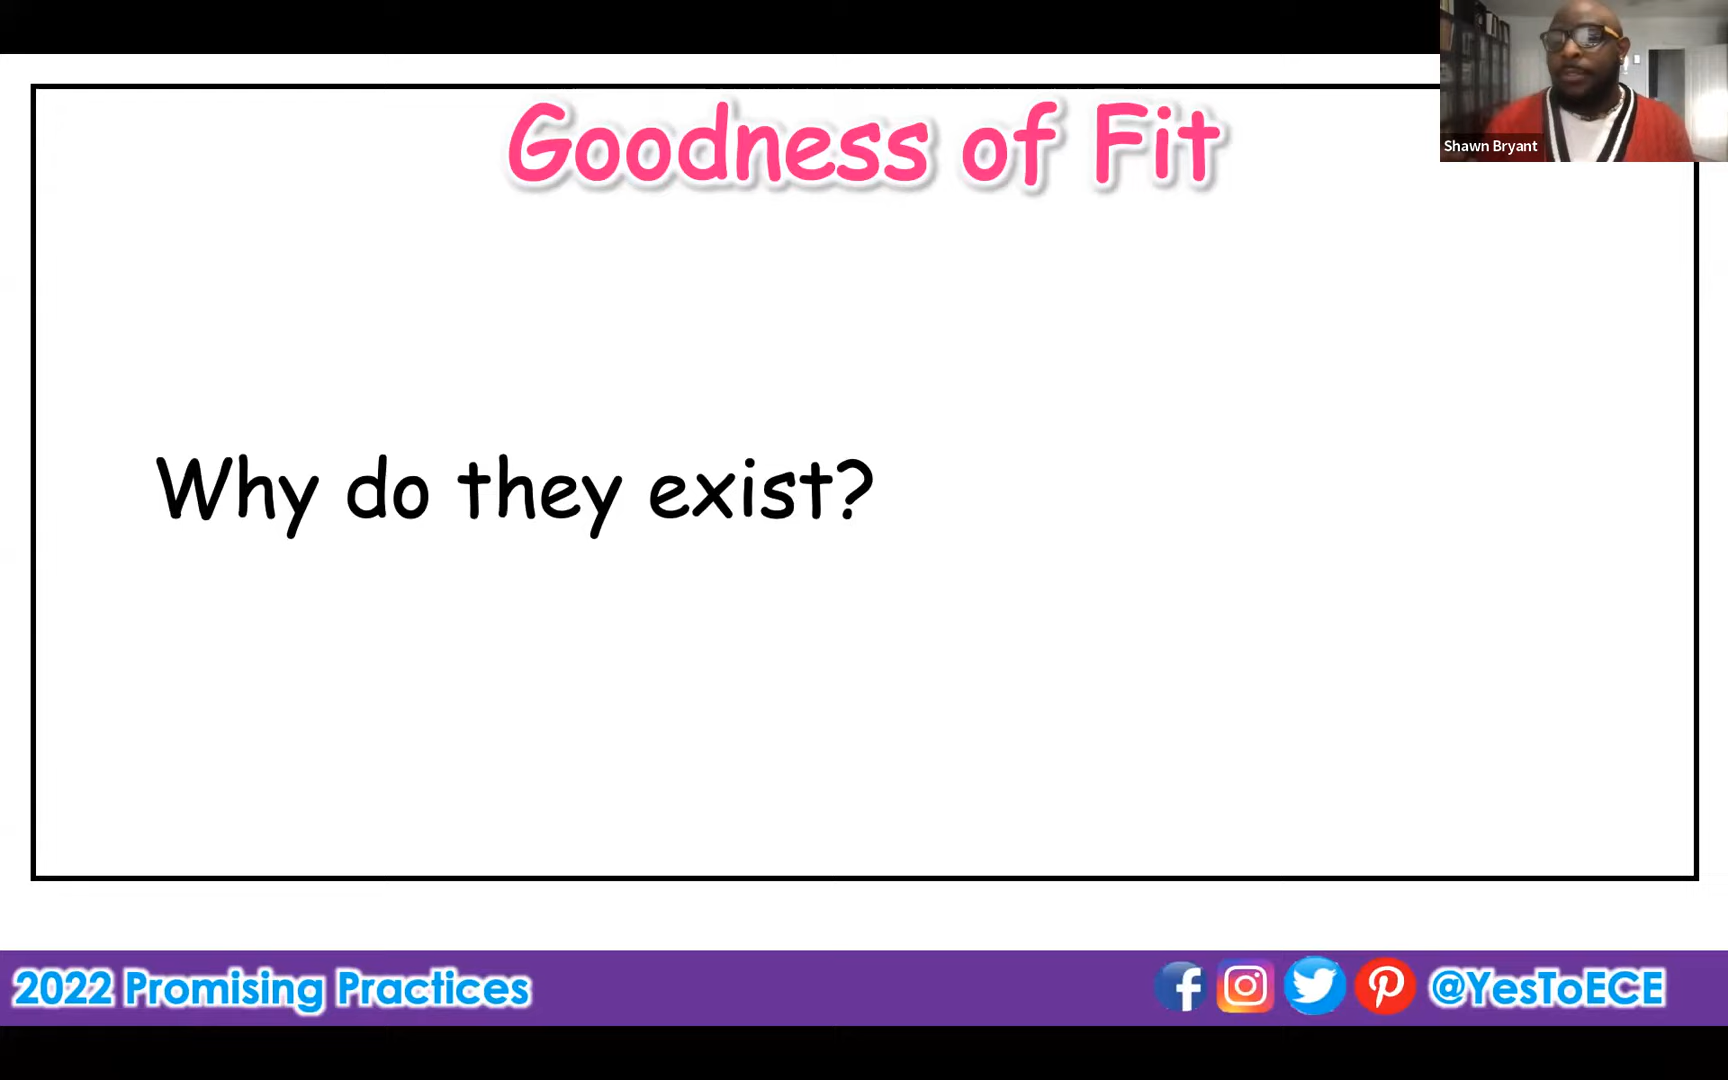 Goodness of Fit
Shawn Bryant
Why do they exist?
2022 Promising Practices
@YesToECE